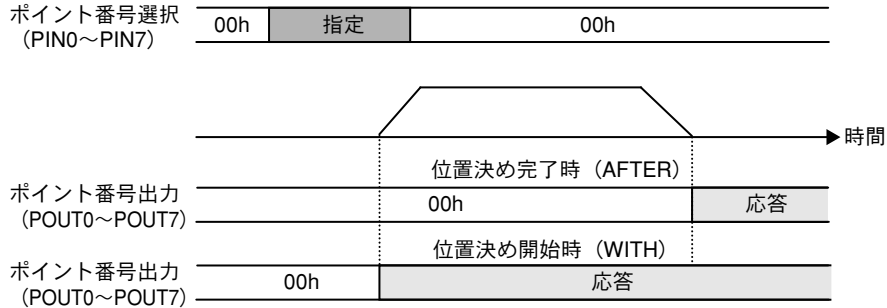 ポイント番号選択
（PIN0～PIN7）
00h
指定
00h
時間
位置決め完了時（AFTER）
ポイント番号出力
（POUT0～POUT7）
00h
応答
位置決め開始時（WITH）
ポイント番号出力
（POUT0～POUT7）
00h
応答